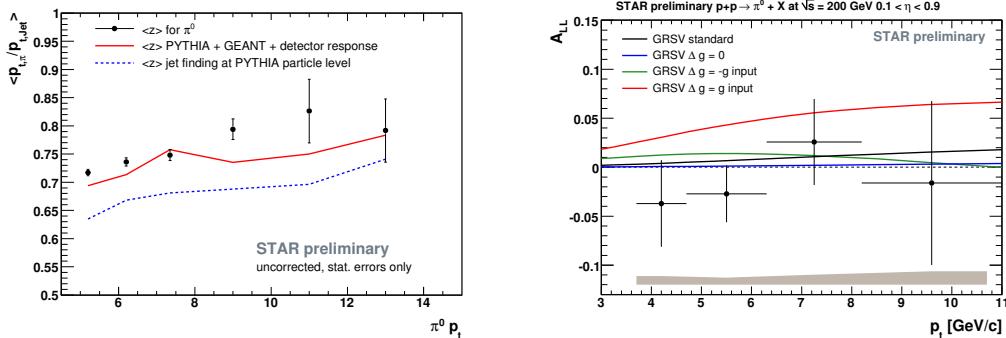 <p_t,π/p_t,Jet>
1
0.95
0.9
0.85
0.8
0.75
0.7
0.65
0.6
0.55
0.5
<z> for π⁰
<z> PYTHIA + GEANT + detector response
<z> jet finding at PYTHIA particle level
STAR preliminary
uncorrected, stat. errors only
6 8 10 12 14
π⁰ p_t
STAR preliminary p+p → π⁰ + X at √s = 200 GeV 0.1 < η < 0.9
A_LL
0.15
0.1
0.05
0
-0.05
-0.1
GRSV standard
GRSV Δ g = 0
GRSV Δ g = -g input
GRSV Δ g = g input
STAR preliminary
3 4 5 6 7 8 9 10 11
p_t [GeV/c]